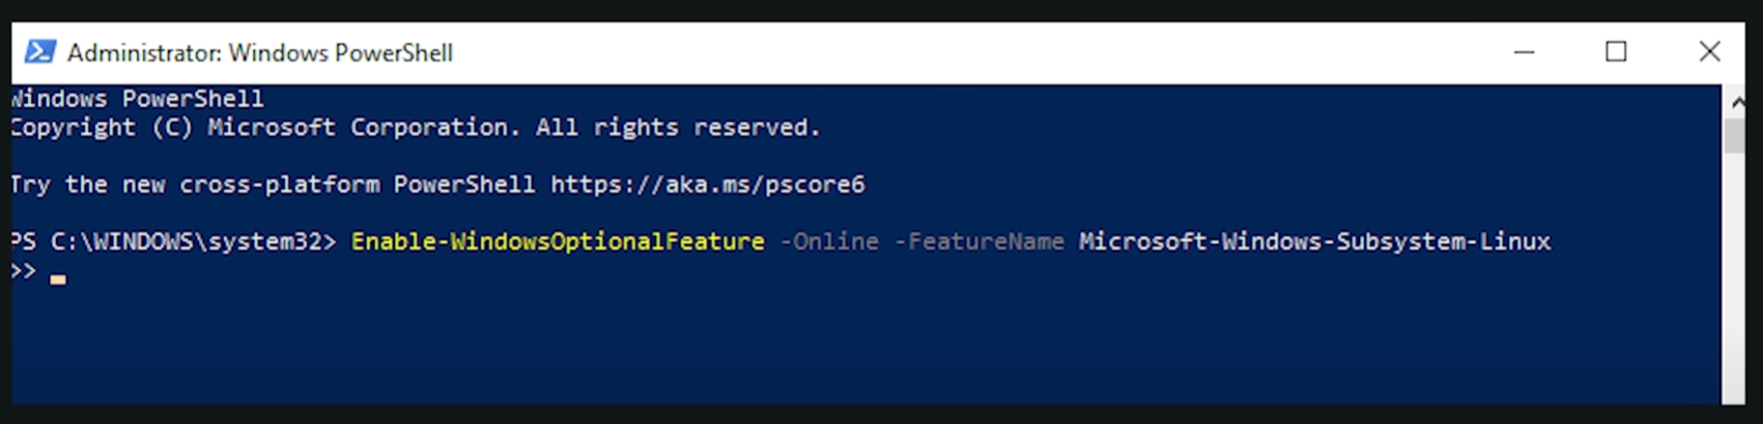 Administrator: Windows PowerShell
Windows PowerShell
Copyright (C) Microsoft Corporation. All rights reserved.
Try the new cross-platform PowerShell https://aka.ms/pscore6
PS C:\WINDOWS\system32> Enable-WindowsOptionalFeature -Online -FeatureName Microsoft-Windows-Subsystem-Linux
>>